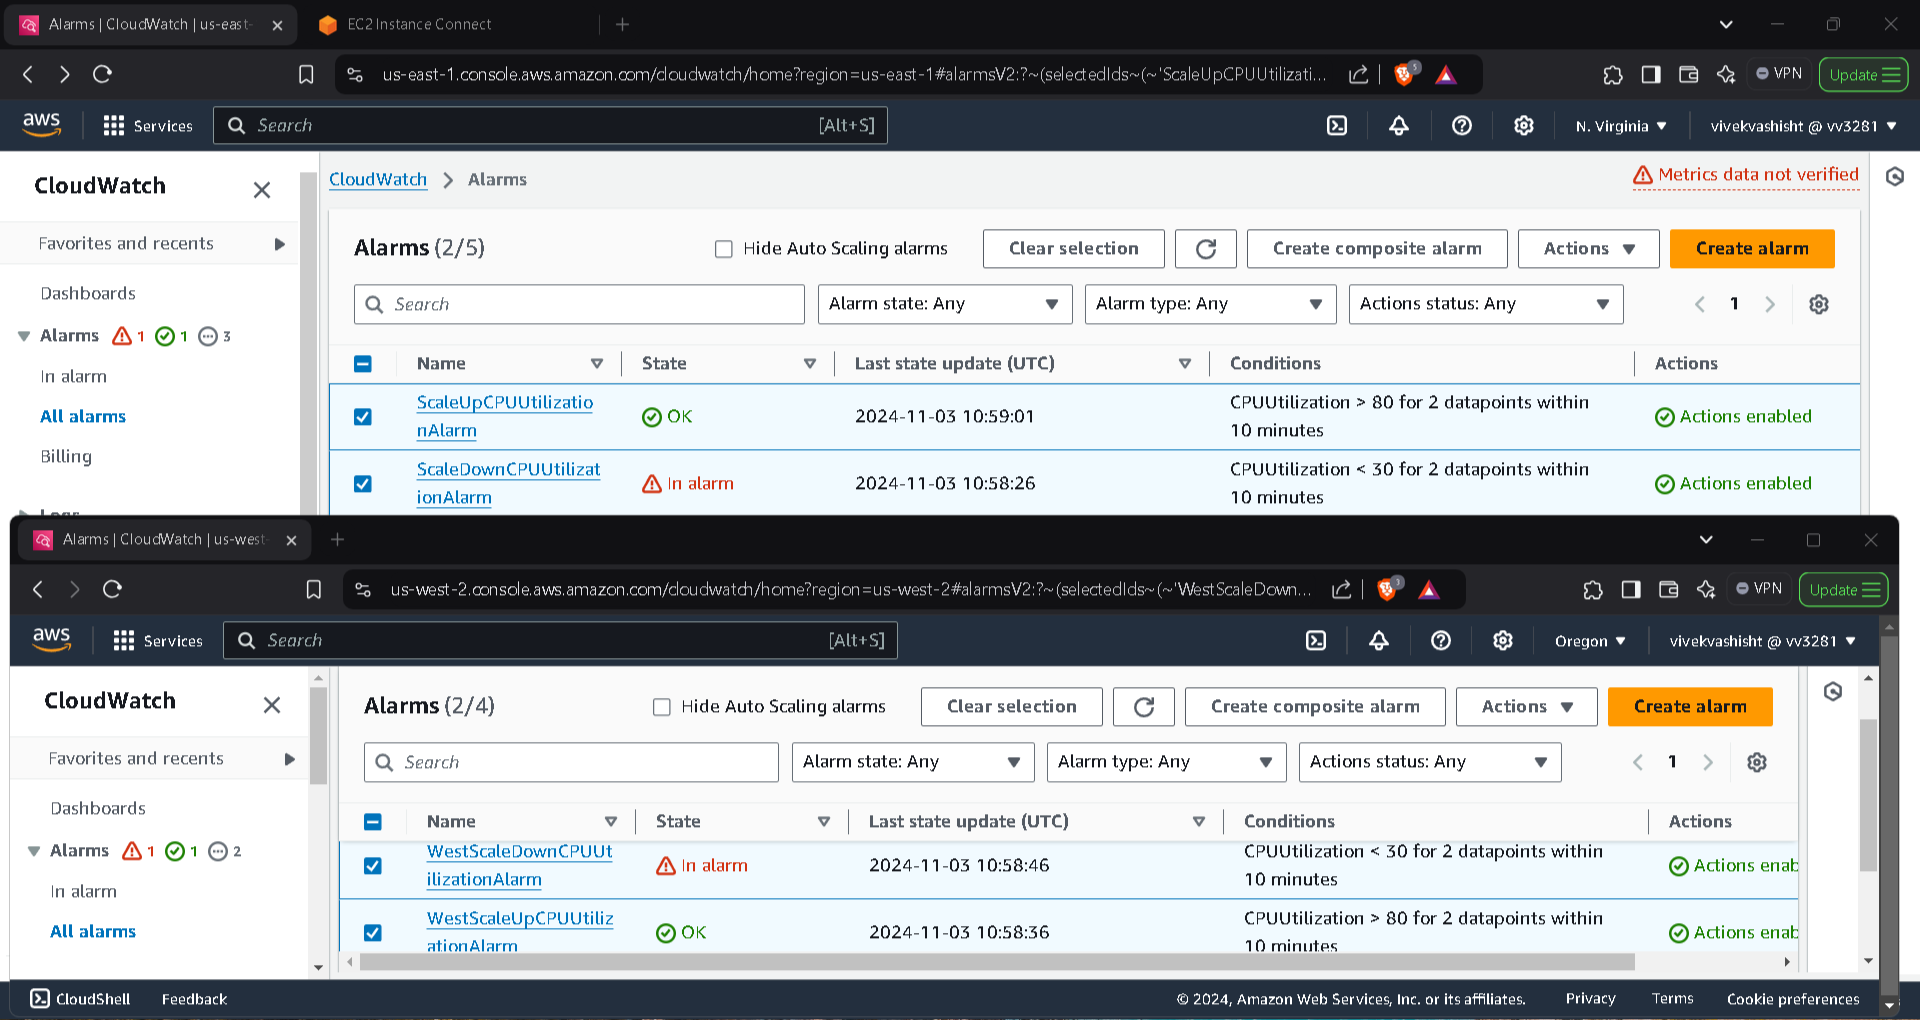 Alarms | CloudWatch | us-east-
EC2 Instance Connect
us-east-1.console.aws.amazon.com/cloudwatch/home?region=us-east-1#alarmsV2:?~(selectedIds~(~'ScaleUpCPUUtilizati...
5
VPN
Update
aws
Services
Search
[Alt+S]
N. Virginia
vivekvashisht @ vv3281
CloudWatch
Favorites and recents
Dashboards
Alarms 1 1 3
In alarm
All alarms
Billing
Logs
CloudWatch > Alarms
Metrics data not verified
Alarms (2/5)
Hide Auto Scaling alarms
Clear selection
Create composite alarm
Actions
Create alarm
Search
Alarm state: Any
Alarm type: Any
Actions status: Any
1
Name
State
Last state update (UTC)
Conditions
Actions
ScaleUpCPUUtilizatio
nAlarm
OK
2024-11-03 10:59:01
CPUUtilization > 80 for 2 datapoints within
10 minutes
Actions enabled
ScaleDownCPUUtilizat
ionAlarm
In alarm
2024-11-03 10:58:26
CPUUtilization < 30 for 2 datapoints within
10 minutes
Actions enabled
Alarms | CloudWatch | us-west-
us-west-2.console.aws.amazon.com/cloudwatch/home?region=us-west-2#alarmsV2:?~(selectedIds~(~'WestScaleDown...
3
VPN
Update
aws
Services
Search
[Alt+S]
Oregon
vivekvashisht @ vv3281
CloudWatch
Favorites and recents
Dashboards
Alarms 1 1 2
In alarm
All alarms
Alarms (2/4)
Hide Auto Scaling alarms
Clear selection
Create composite alarm
Actions
Create alarm
Search
Alarm state: Any
Alarm type: Any
Actions status: Any
1
Name
State
Last state update (UTC)
Conditions
Actions
WestScaleDownCPUUt
ilizationAlarm
In alarm
2024-11-03 10:58:46
CPUUtilization < 30 for 2 datapoints within
10 minutes
Actions enab
WestScaleUpCPUUtiliz
ationAlarm
OK
2024-11-03 10:58:36
CPUUtilization > 80 for 2 datapoints within
10 minutes
Actions enab
CloudShell
Feedback
© 2024, Amazon Web Services, Inc. or its affiliates.
Privacy
Terms
Cookie preferences